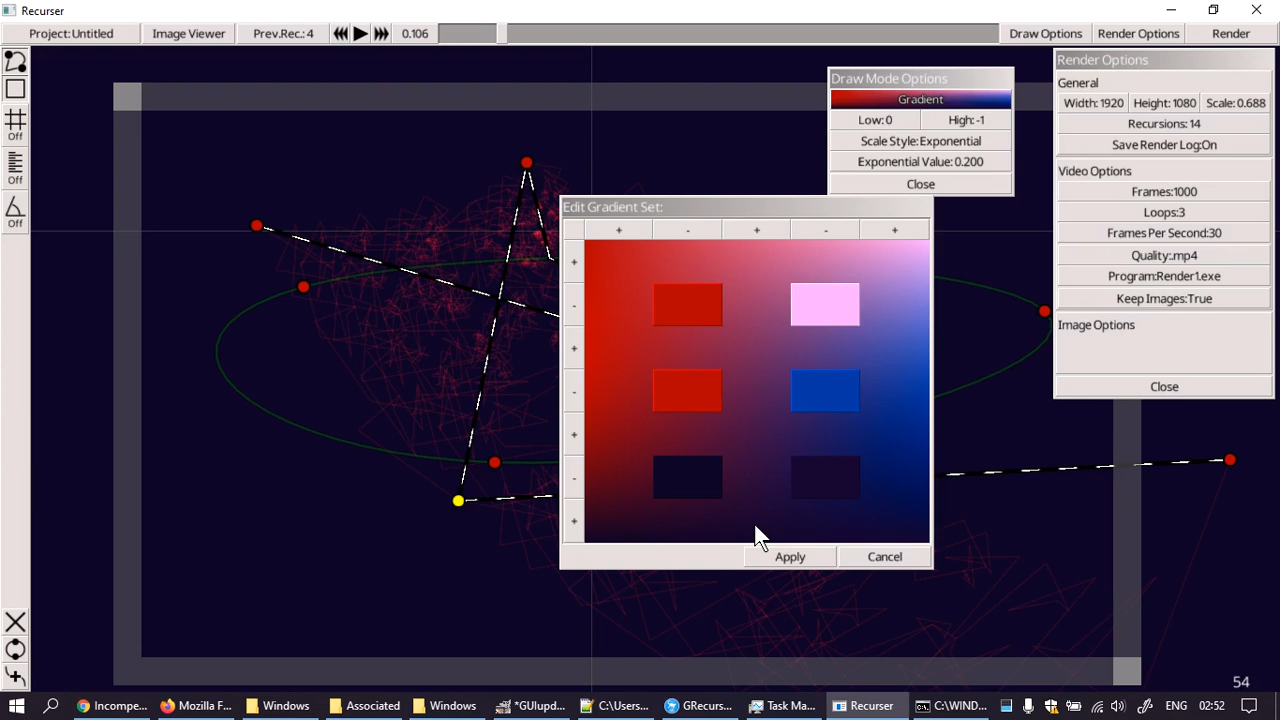 Recurser
Project:Untitled
Image Viewer
Prev.Rec.: 4
0.106
Draw Options
Render Options
Render
Off
Off
Off
Draw Mode Options
Gradient
Low: 0
High: -1
Scale Style:Exponential
Exponential Value: 0.200
Close
Render Options
General
Width: 1920
Height: 1080
Scale: 0.688
Recursions: 14
Save Render Log:On
Video Options
Frames:1000
Loops:3
Frames Per Second:30
Quality:.mp4
Program:Render1.exe
Keep Images:True
Image Options
Close
Edit Gradient Set:
+ - + - +
+
-
+
-
+
-
+
Apply
Cancel
54
Incompe...
Mozilla F...
Windows
Associated
Windows
*GUIupd...
C:\Users...
GRecurs...
Task Ma...
Recurser
C:\WIND...
ENG
02:52